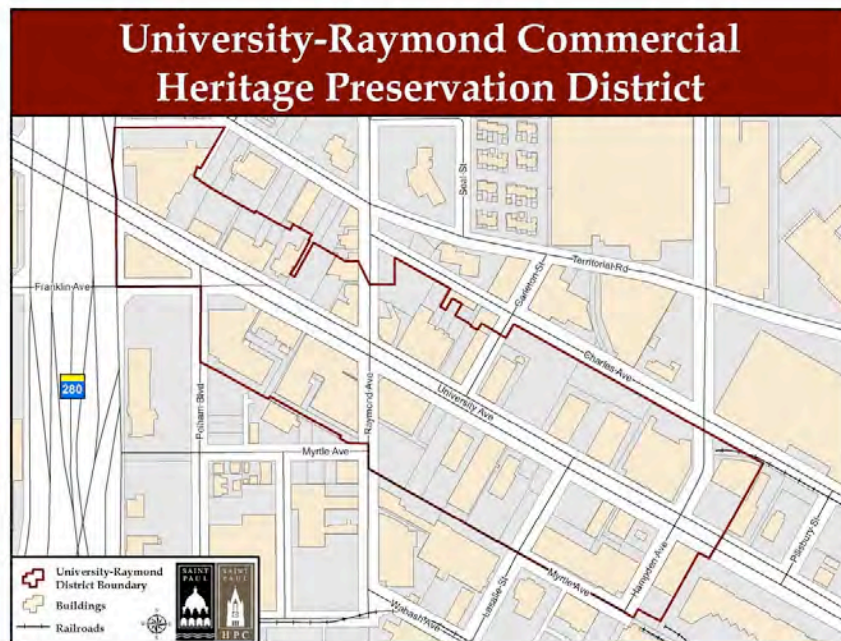 University-Raymond Commercial
Heritage Preservation District
Seal St
Territorial Rd
Carleton St
Franklin Ave
Charles Ave
280
University Ave
Raymond Ave
Pelham Blvd
Myrtle Ave
Pillsbury St
Hampden Ave
Myrtle Ave
Lasalle St
Wabash Ave
University-Raymond
District Boundary
Buildings
Railroads
SAINT
PAUL
SAINT
PAUL
HPC